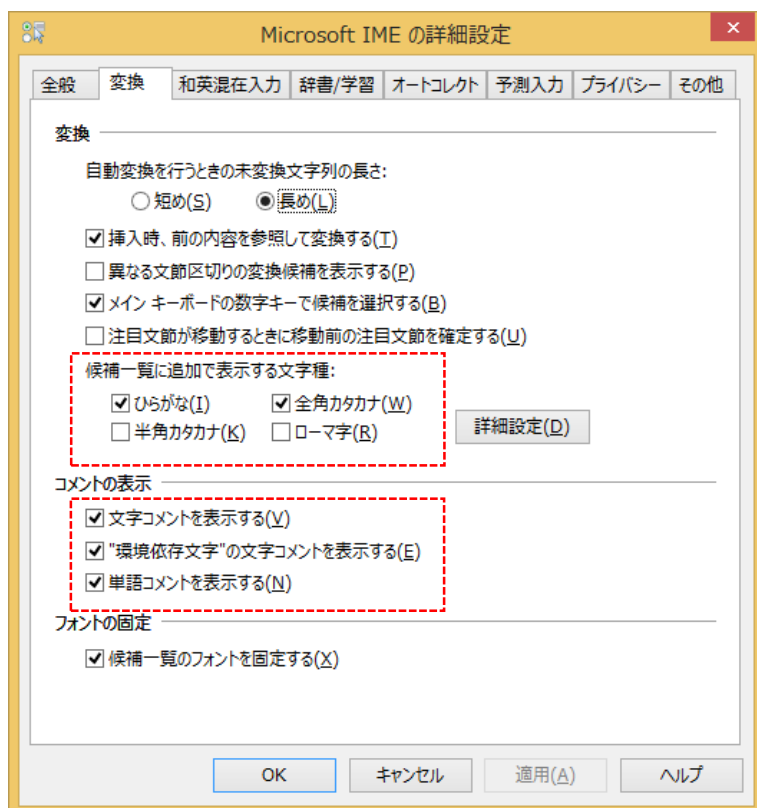 Microsoft IME の詳細設定
全般 変換 和英混在入力 辞書/学習 オートコレクト 予測入力 プライバシー その他
変換
自動変換を行うときの未変換文字列の長さ:
短め(S) 長め(L)
挿入時、前の内容を参照して変換する(T)
異なる文節区切りの変換候補を表示する(P)
メイン キーボードの数字キーで候補を選択する(B)
注目文節が移動するときに移動前の注目文節を確定する(U)
候補一覧に追加で表示する文字種:
ひらがな(I) 全角カタカナ(W)
半角カタカナ(K) ローマ字(R) 詳細設定(D)
コメントの表示
文字コメントを表示する(V)
"環境依存文字"の文字コメントを表示する(E)
単語コメントを表示する(N)
フォントの固定
候補一覧のフォントを固定する(X)
OK キャンセル 適用(A) ヘルプ